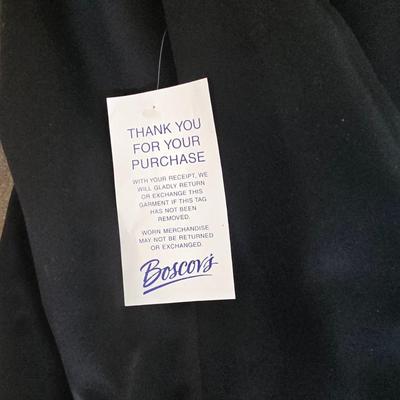 THANK YOU
FOR YOUR
PURCHASE
WITH YOUR RECEIPT, WE
WILL GLADLY RETURN
OR EXCHANGE THIS
GARMENT IF THIS TAG
HAS NOT BEEN
REMOVED.
WORN MERCHANDISE
MAY NOT BE RETURNED
OR EXCHANGED.
Boscov's